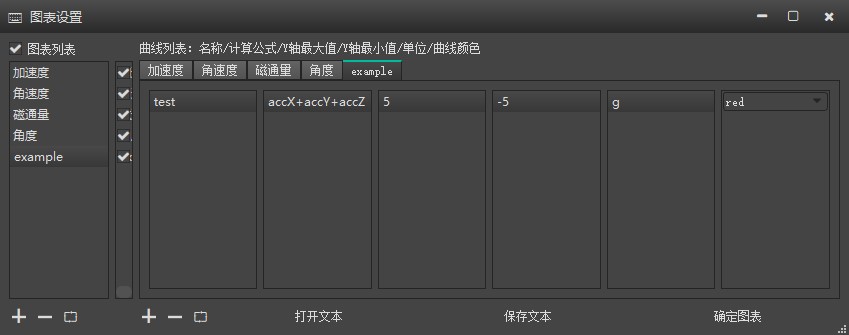 图表设置
图表列表
曲线列表：名称/计算公式/Y轴最大值/Y轴最小值/单位/曲线颜色
加速度
角速度
磁通量
角度
example
加速度 角速度 磁通量 角度 example
test accX+accY+accZ 5 -5 g red
打开文本 保存文本 确定图表